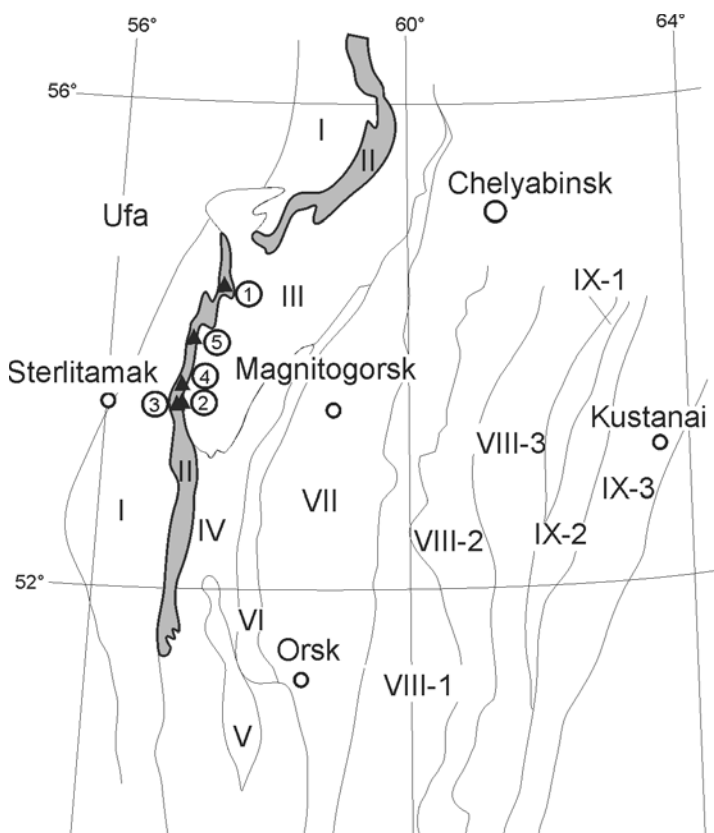 56°
60°
64°
56°
I
II
Chelyabinsk
Ufa
IX-1
III
1
5
Sterlitamak
4
Magnitogorsk
3
2
Kustanai
VIII-3
II
IX-3
I
VII
IV
VIII-2
IX-2
52°
VI
Orsk
VIII-1
V